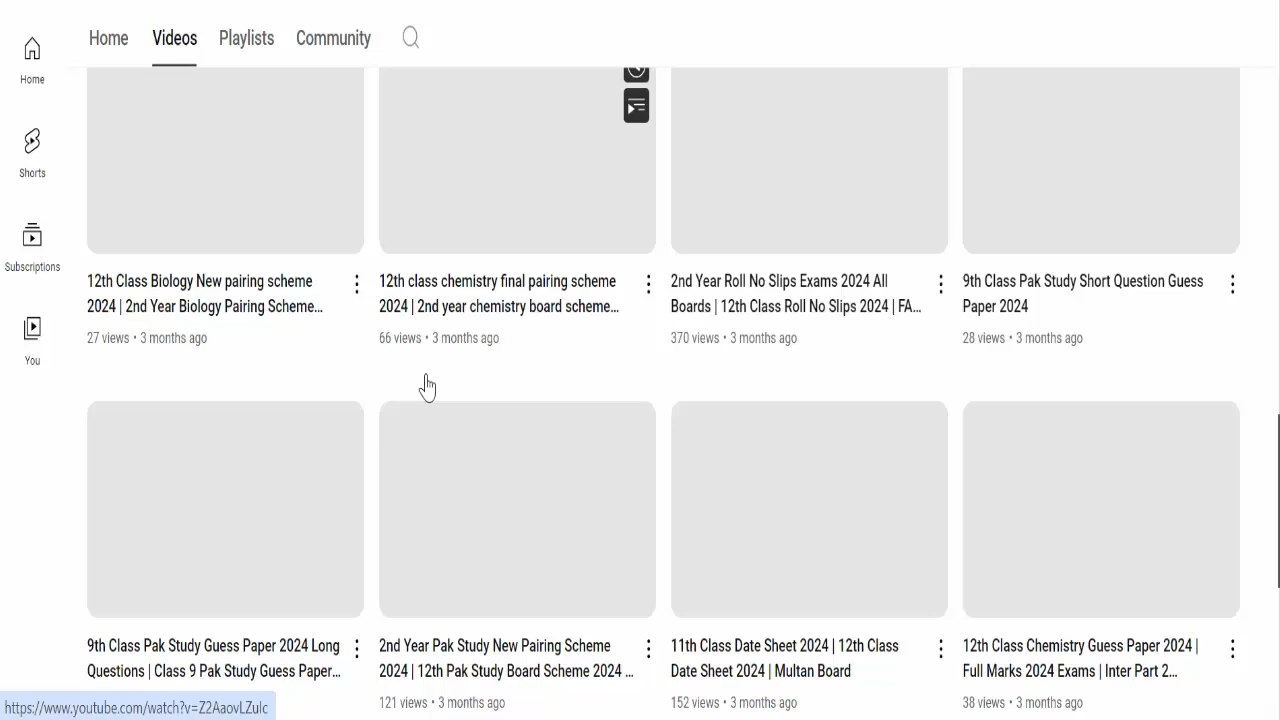 Home
Videos
Playlists
Community
Home
Shorts
Subscriptions
You
12th Class Biology New pairing scheme
2024 | 2nd Year Biology Pairing Scheme...
27 views • 3 months ago
12th class chemistry final pairing scheme
2024 | 2nd year chemistry board scheme...
66 views • 3 months ago
2nd Year Roll No Slips Exams 2024 All
Boards | 12th Class Roll No Slips 2024 | FA...
370 views • 3 months ago
9th Class Pak Study Short Question Guess
Paper 2024
28 views • 3 months ago
9th Class Pak Study Guess Paper 2024 Long
Questions | Class 9 Pak Study Guess Paper...
2nd Year Pak Study New Pairing Scheme
2024 | 12th Pak Study Board Scheme 2024 ...
121 views • 3 months ago
11th Class Date Sheet 2024 | 12th Class
Date Sheet 2024 | Multan Board
152 views • 3 months ago
12th Class Chemistry Guess Paper 2024 |
Full Marks 2024 Exams | Inter Part 2...
38 views • 3 months ago
https://www.youtube.com/watch?v=Z2AaovLZuIc